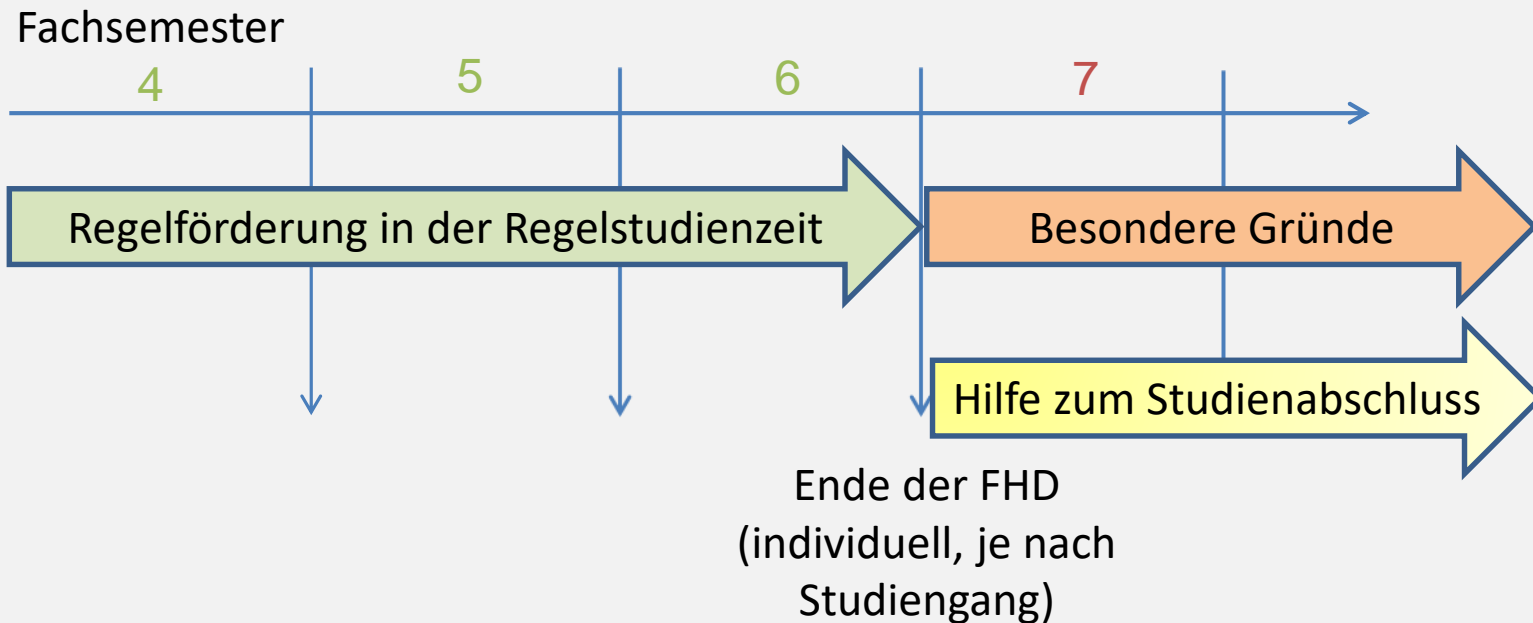 Fachsemester
4 5 6 7
Regelförderung in der Regelstudienzeit
Besondere Gründe
Hilfe zum Studienabschluss
Ende der FHD
(individuell, je nach
Studiengang)